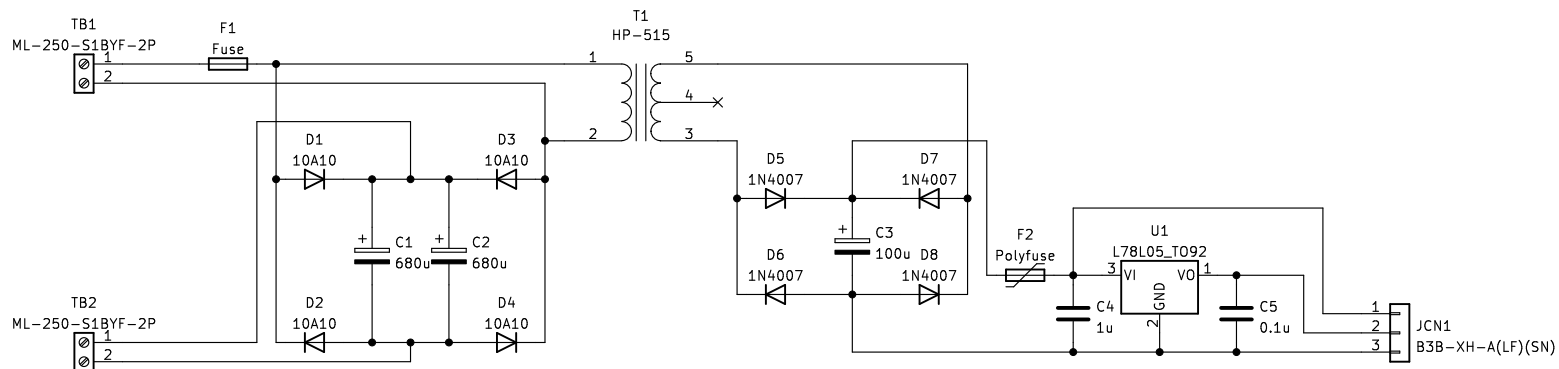 TB1
ML-250-S1BYF-2P
1
2
F1
Fuse
T1
HP-515
1
2
5
4
3
D1
10A10
D3
10A10
+
C1
680u
+
C2
680u
D2
10A10
D4
10A10
TB2
ML-250-S1BYF-2P
1
2
D5
1N4007
D7
1N4007
+
C3
100u
D6
1N4007
D8
1N4007
F2
Polyfuse
U1
L78L05_TO92
3
VI
VO
1
GND
2
C4
1u
C5
0.1u
1
2
3
JCN1
B3B-XH-A(LF)(SN)